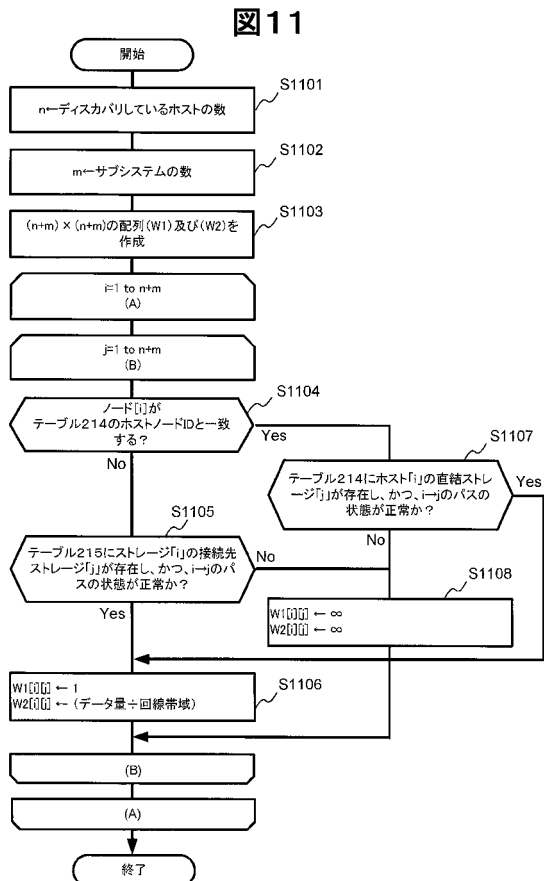 図11
開始
S1101
n←ディスカバリしているホストの数
S1102
m←サブシステムの数
S1103
(n+m)×(n+m)の配列(W1)及び(W2)を
作成
i=1 to n+m
(A)
j=1 to n+m
(B)
S1104
ノード[i]が
テーブル214のホストノードIDと一致
する?
Yes
No
S1107
テーブル214にホスト「i」の直結ストレ
ージ「j」が存在し、かつ、i→jのパスの
状態が正常か?
Yes
No
S1105
テーブル215にストレージ「i」の接続先
ストレージ「j」が存在し、かつ、i→jのパ
スの状態が正常か?
No
Yes
S1108
W1[i][j] ← ∞
W2[i][j] ← ∞
S1106
W1[i][j] ← 1
W2[i][j] ← (データ量÷回線帯域)
(B)
(A)
終了